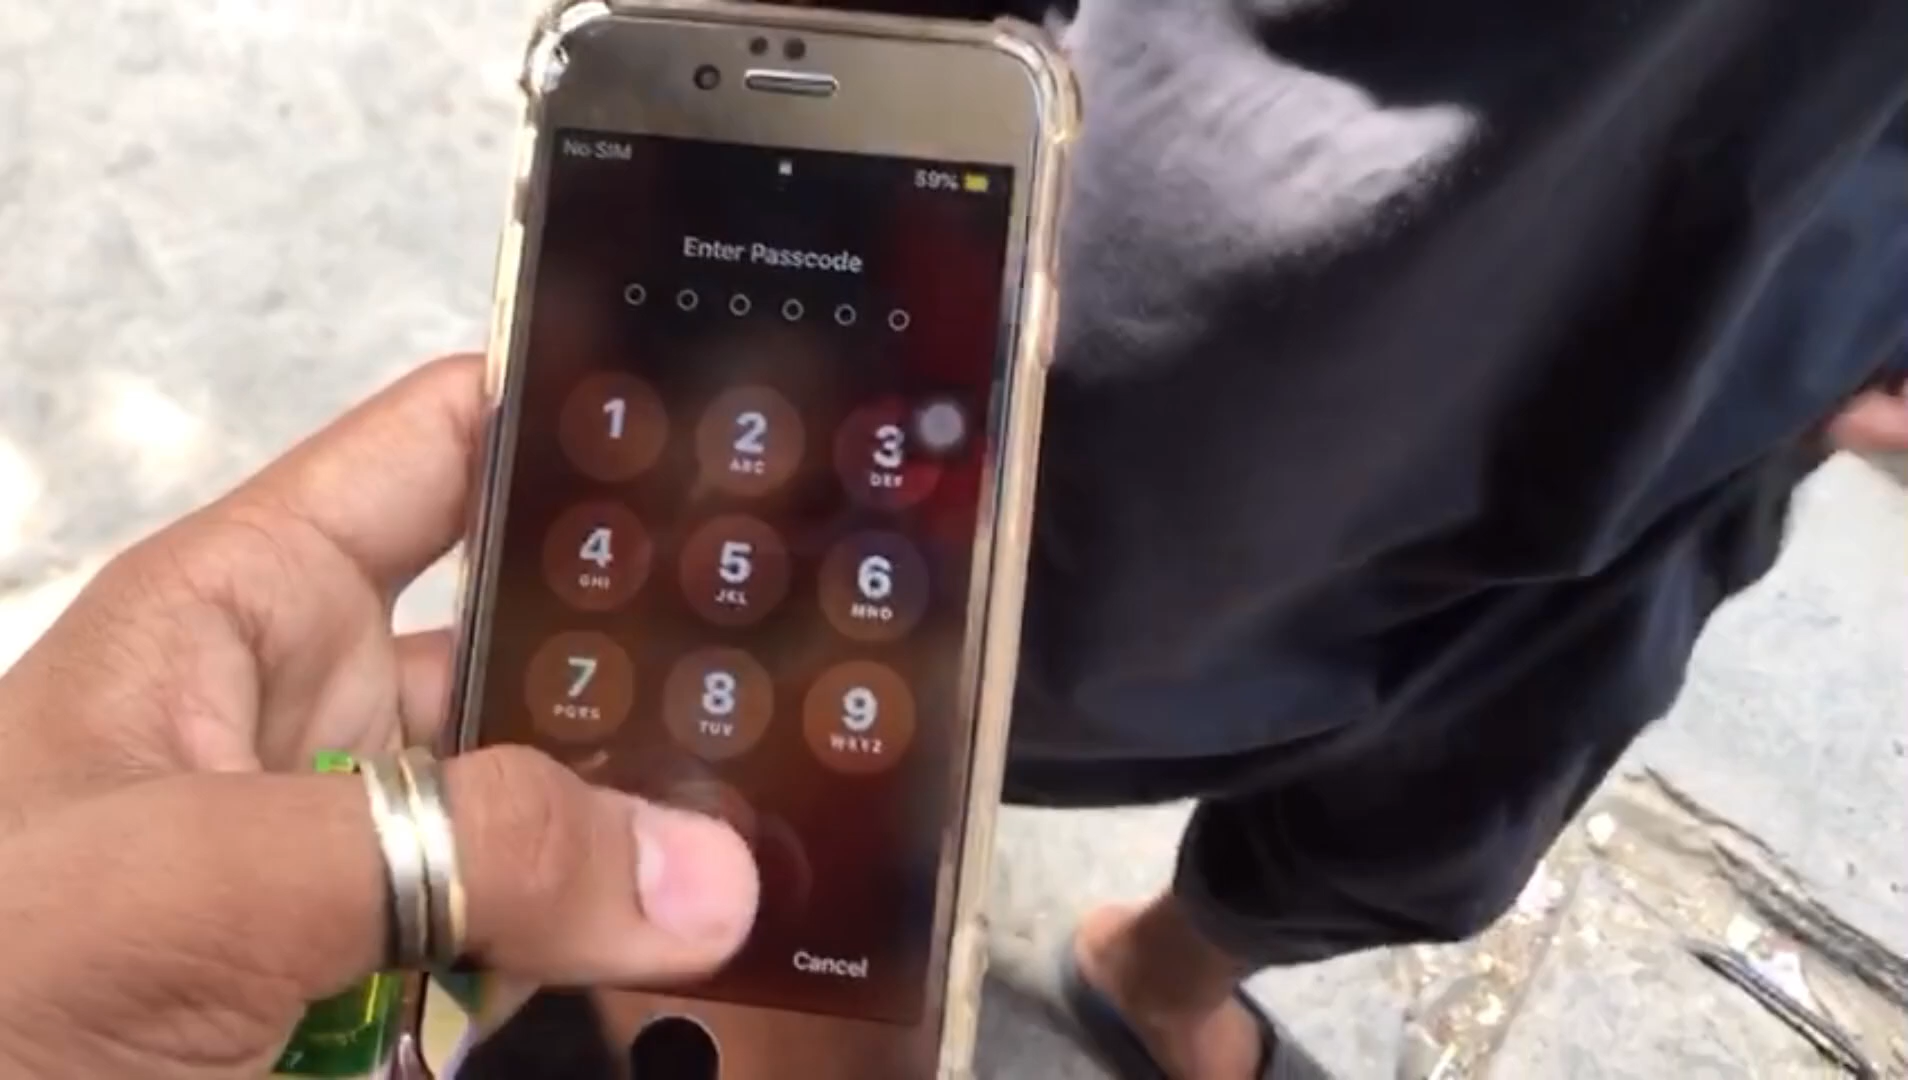 No SIM
59%
Enter Passcode
1
2
ABC
3
DEF
4
GHI
5
JKL
6
MNO
7
PQRS
8
TUV
9
WXYZ
Cancel